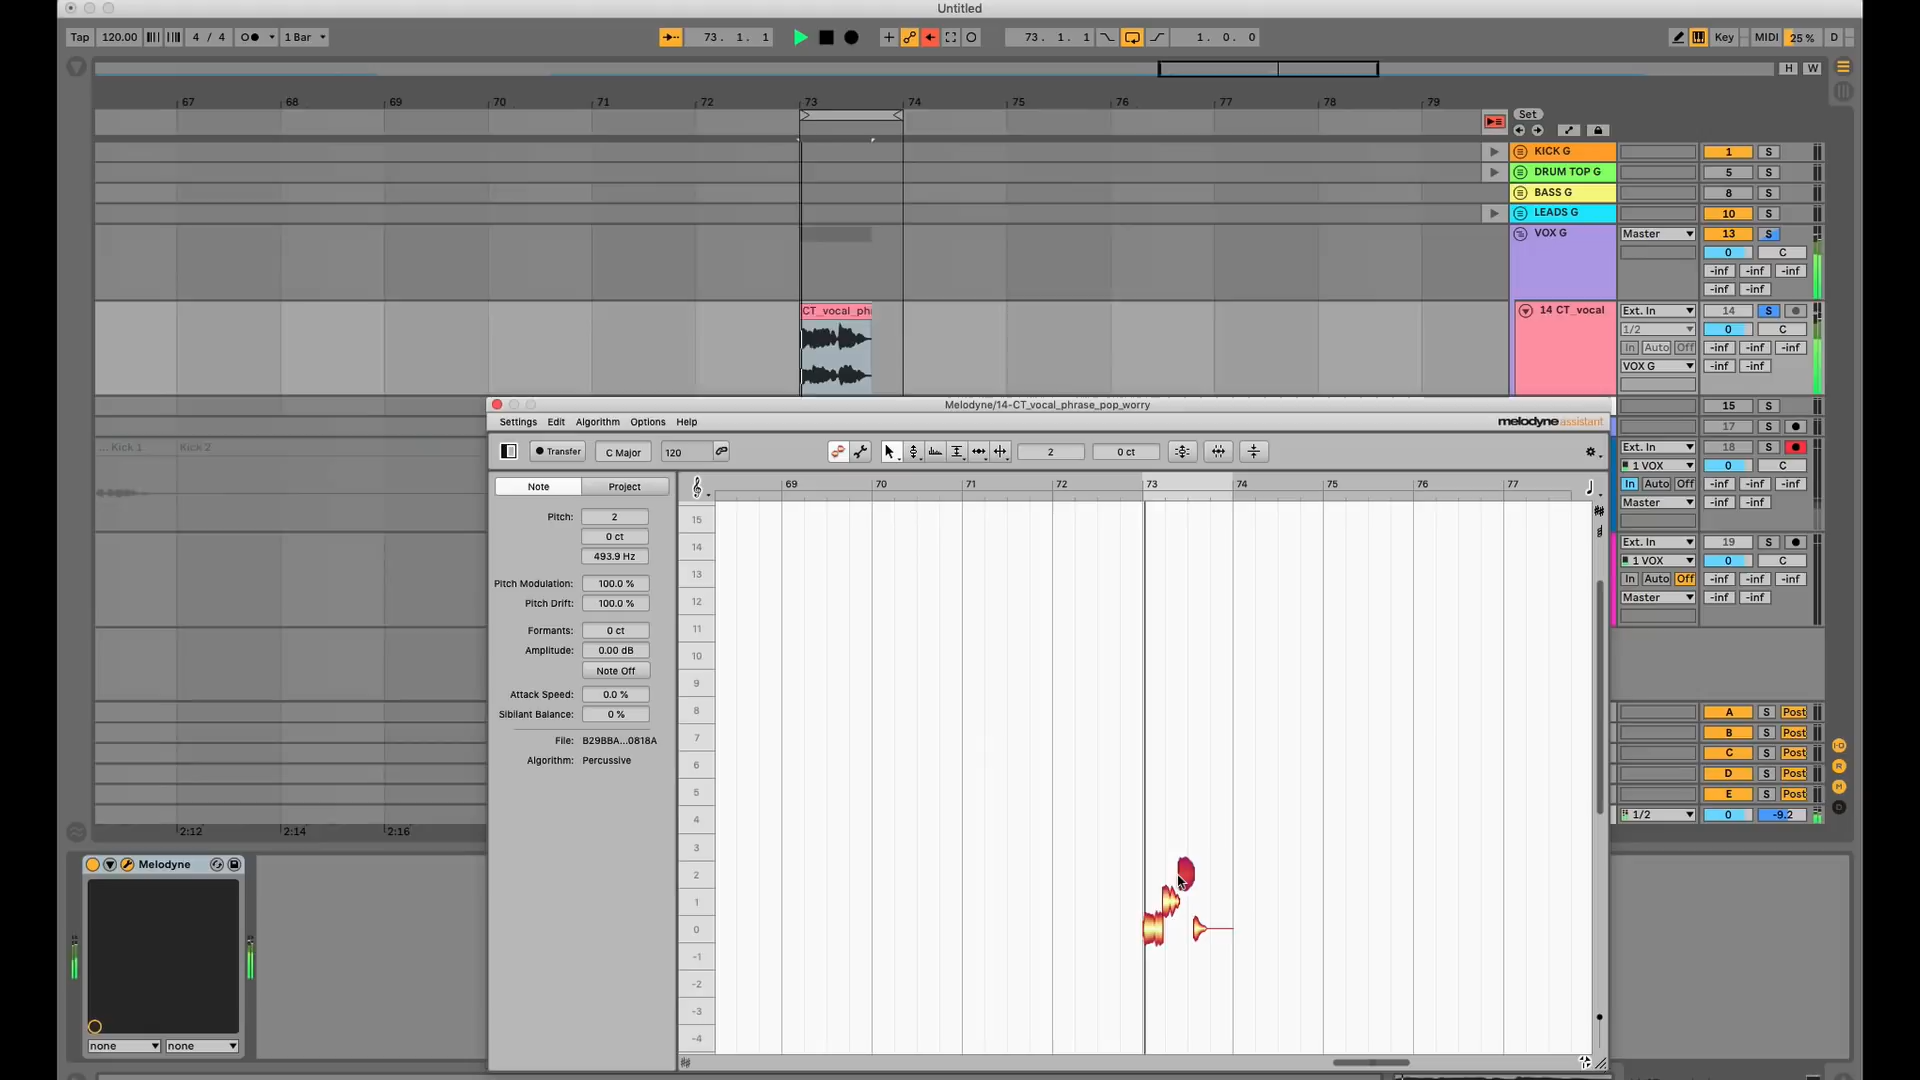 Untitled
Tap 120.00 4 / 4 1 Bar 73. 1. 1 73. 1. 1 1. 0. 0 Key MIDI 25 % D
H W
67 68 69 70 71 72 73 74 75 76 77 78 79
Set
KICK G 1 S
DRUM TOP G 5 S
BASS G 8 S
LEADS G 10 S
VOX G Master 13 S
0 C
-inf -inf -inf
-inf -inf
CT_vocal_phr 14 CT_vocal Ext. In 14 S
1/2 0 C
In Auto Off -inf -inf -inf
VOX G -inf -inf
Melodyne/14-CT_vocal_phrase_pop_worry
15 S
Settings Edit Algorithm Options Help melodyneassistant
17 S
... Kick 1 Kick 2 Ext. In 18 S
Transfer C Major 120 2 0 ct
1 VOX 0 C
In Auto Off -inf -inf -inf
Master -inf -inf
Note Project
69 70 71 72 73 74 75 76 77
Pitch: 2
0 ct
493.9 Hz
Ext. In 19 S
1 VOX 0 C
Pitch Modulation: 100.0 %
In Auto Off -inf -inf -inf
Pitch Drift: 100.0 %
Master -inf -inf
Formants: 0 ct
Amplitude: 0.00 dB
Note Off
Attack Speed: 0.0 %
Sibilant Balance: 0 %
File: B29BBA...0818A
Algorithm: Percussive
15
14
13
12
11
10
9
8
7
6
5
4
3
2
1
0
-1
-2
-3
-4
A S Post
B S Post
C S Post
D S Post
E S Post
1/2 0 -9.2
I·O
R
M
D
2:12 2:14 2:16
Melodyne
none none